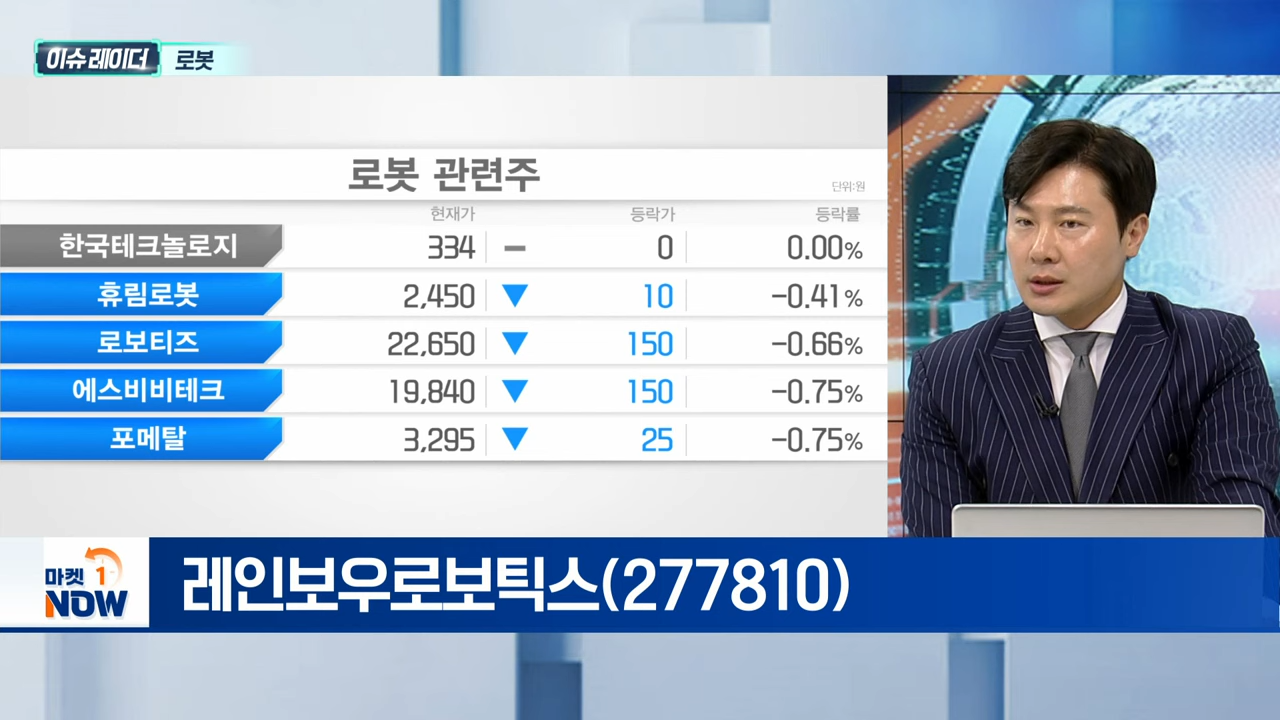 이슈레이더 로봇
로봇 관련주
단위:원
현재가 등락가 등락률
한국테크놀로지 334 – 0 0.00%
휴림로봇 2,450 ▼ 10 -0.41%
로보티즈 22,650 ▼ 150 -0.66%
에스비비테크 19,840 ▼ 150 -0.75%
포메탈 3,295 ▼ 25 -0.75%
마켓 1
NOW
레인보우로보틱스(277810)